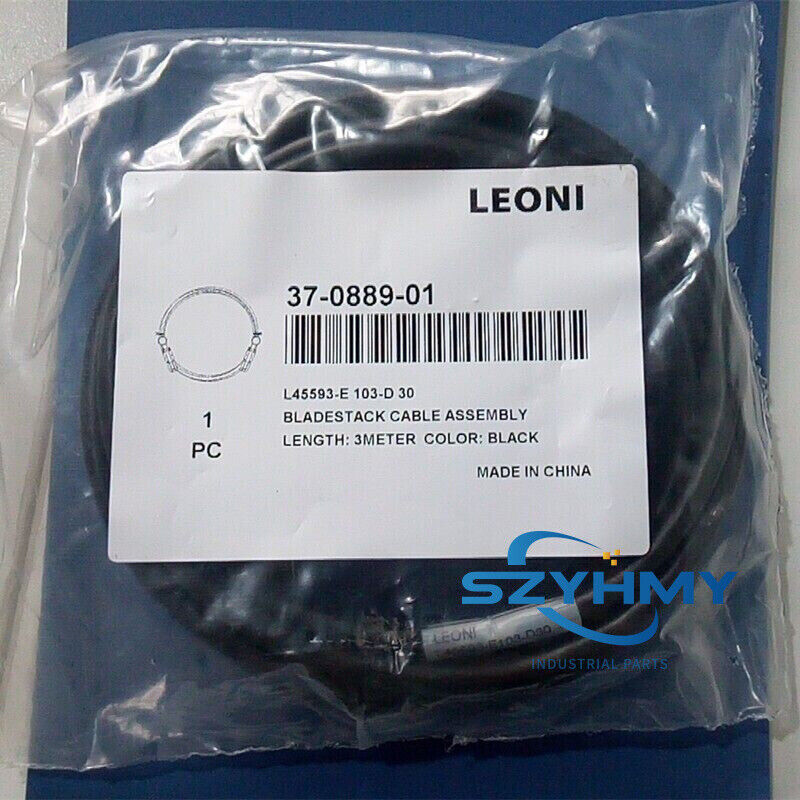 LEONI
37-0889-01
L45593-E 103-D 30
BLADESTACK CABLE ASSEMBLY
LENGTH: 3METER COLOR: BLACK
1
PC
MADE IN CHINA
SZYHMY
INDUSTRIAL PARTS
LEONI